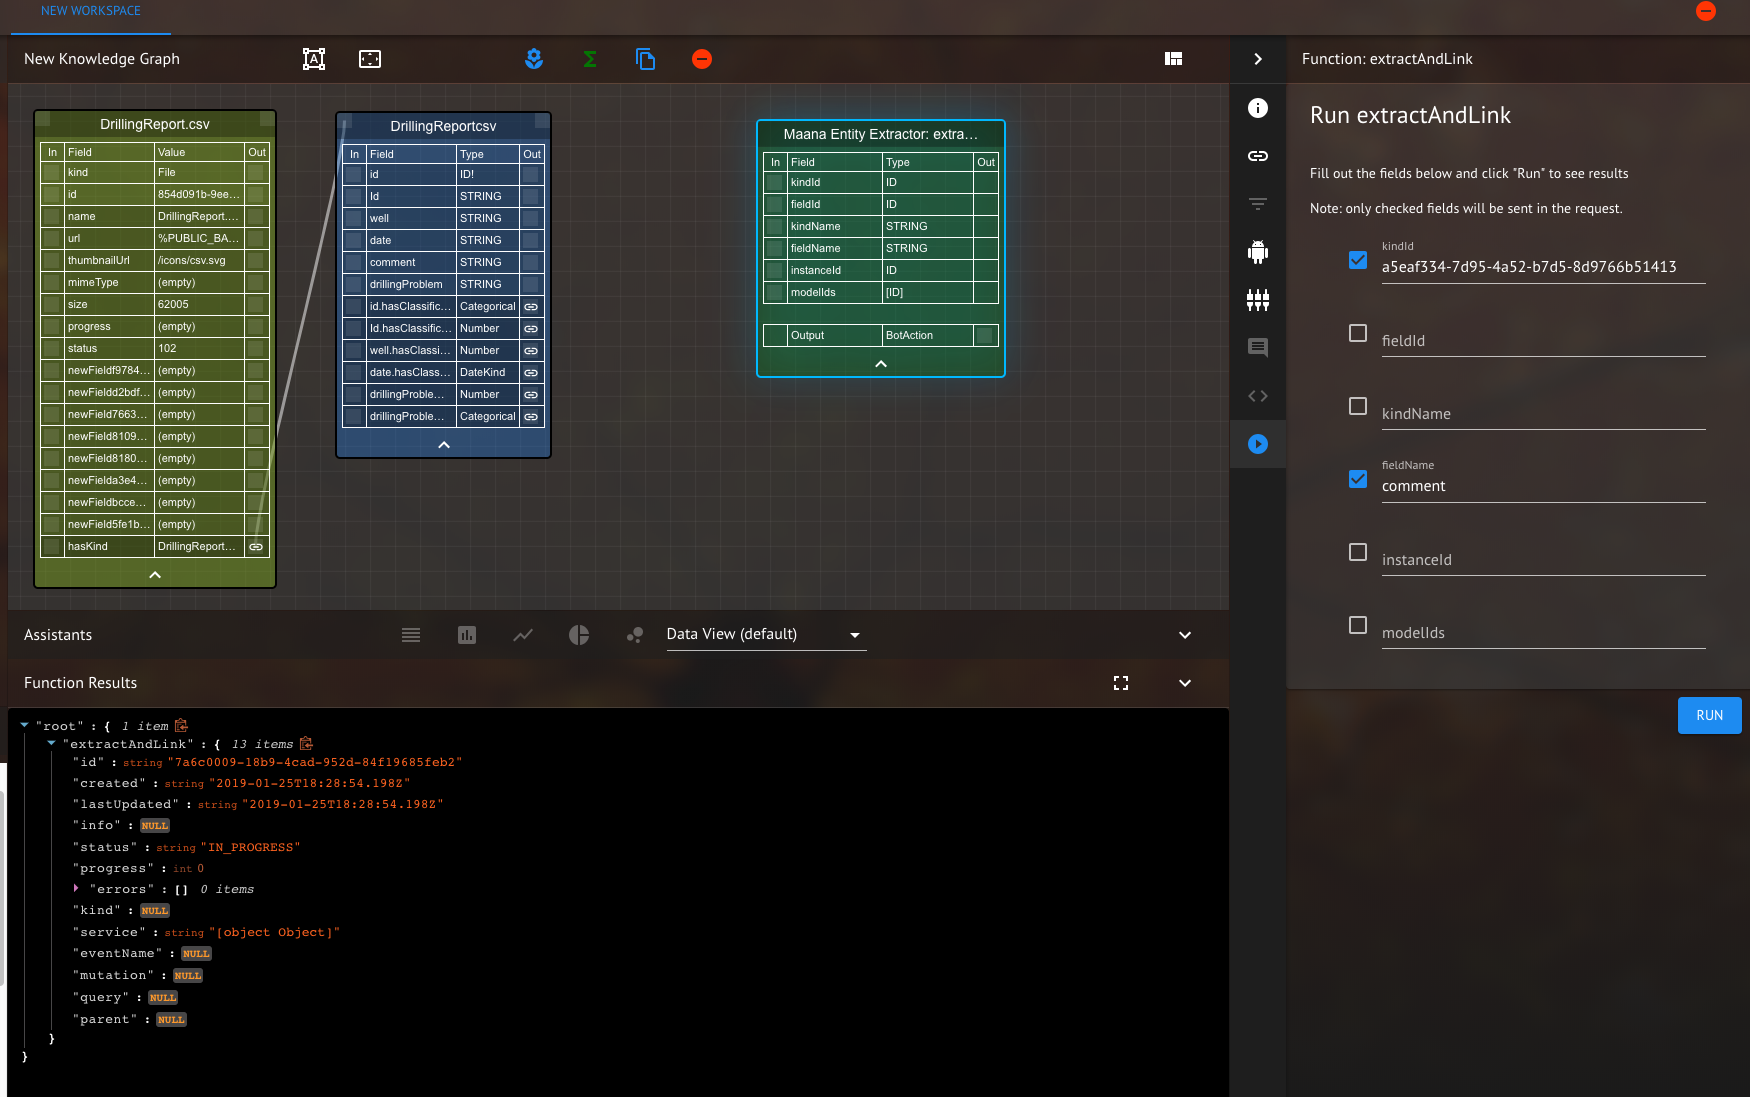 NEW WORKSPACE
New Knowledge Graph
Function: extractAndLink
DrillingReport.csv
In Field Value Out
kind File
id 854d091b-9ee...
name DrillingReport....
url %PUBLIC_BA...
thumbnailUrl /icons/csv.svg
mimeType (empty)
size 62005
progress (empty)
status 102
newFieldf9784... (empty)
newFieldd2bdf... (empty)
newField7663... (empty)
newField8109... (empty)
newField8180... (empty)
newFielda3e4... (empty)
newFieldbcce... (empty)
newField5fe1b... (empty)
hasKind DrillingReport...
DrillingReportcsv
In Field Type Out
id ID!
Id STRING
well STRING
date STRING
comment STRING
drillingProblem STRING
id.hasClassific... Categorical
Id.hasClassific... Number
well.hasClassi... Number
date.hasClass... DateKind
drillingProble... Number
drillingProble... Categorical
Maana Entity Extractor: extra...
In Field Type Out
kindId ID
fieldId ID
kindName STRING
fieldName STRING
instanceId ID
modelIds [ID]
Output BotAction
Run extractAndLink
Fill out the fields below and click "Run" to see results
Note: only checked fields will be sent in the request.
kindId
a5eaf334-7d95-4a52-b7d5-8d9766b51413
fieldId
kindName
fieldName
comment
instanceId
modelIds
RUN
Assistants
Data View (default)
Function Results
"root" : { 1 item
"extractAndLink" : { 13 items
"id" : string "7a6c0009-18b9-4cad-952d-84f19685feb2"
"created" : string "2019-01-25T18:28:54.198Z"
"lastUpdated" : string "2019-01-25T18:28:54.198Z"
"info" : NULL
"status" : string "IN_PROGRESS"
"progress" : int 0
"errors" : [] 0 items
"kind" : NULL
"service" : string "[object Object]"
"eventName" : NULL
"mutation" : NULL
"query" : NULL
"parent" : NULL
}
}